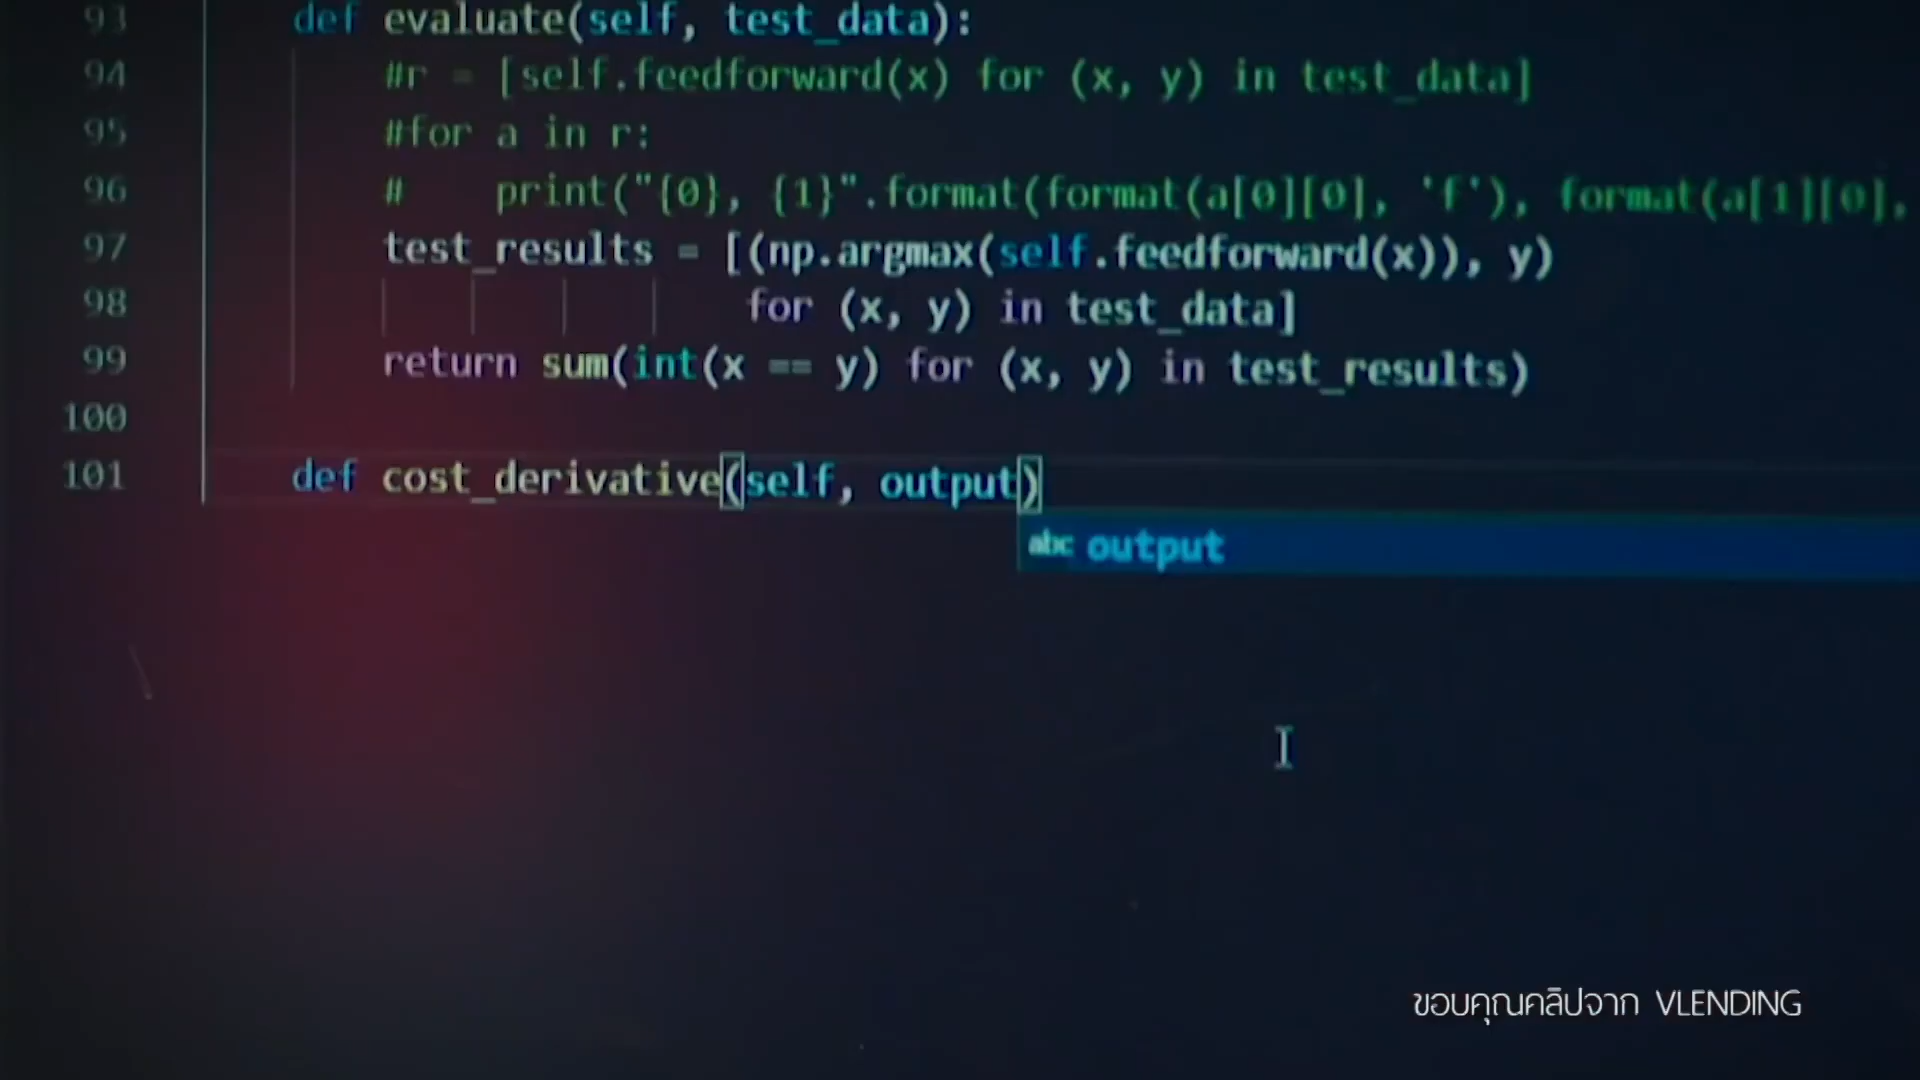 93 def evaluate(self, test_data):
94 #r = [self.feedforward(x) for (x, y) in test_data]
95 #for a in r:
96 # print("{0}, {1}".format(format(a[0][0], 'f'), format(a[1][0],
97 test_results = [(np.argmax(self.feedforward(x)), y)
98 for (x, y) in test_data]
99 return sum(int(x == y) for (x, y) in test_results)
100
101 def cost_derivative(self, output)
abc output
ขอบคุณคลิปจาก VLENDING